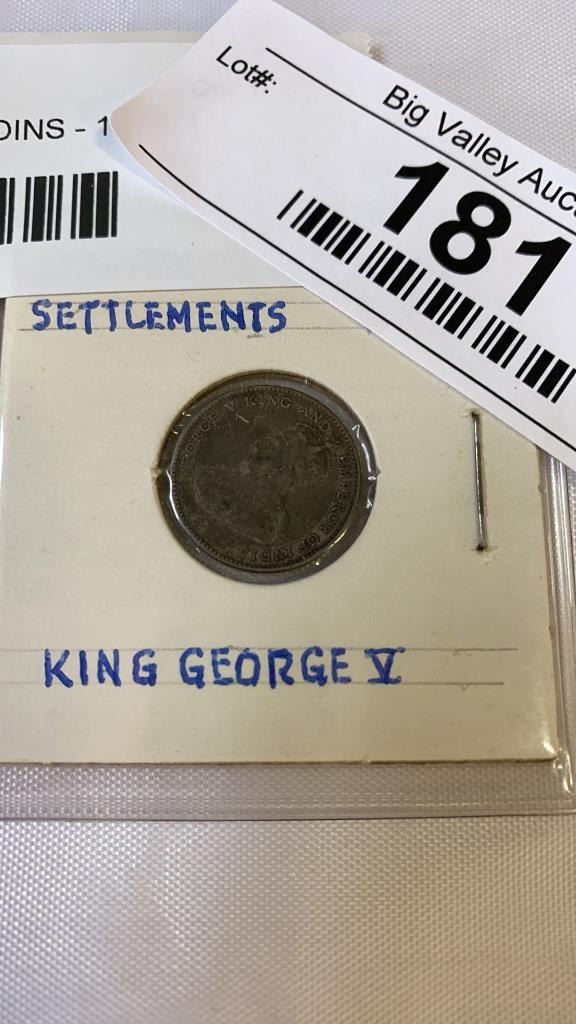 Lot#:
Big Valley Auc
181
OINS - 1
SETTLEMENTS
GEORGE V KING AND EMPEROR OF INDIA
KING GEORGE V